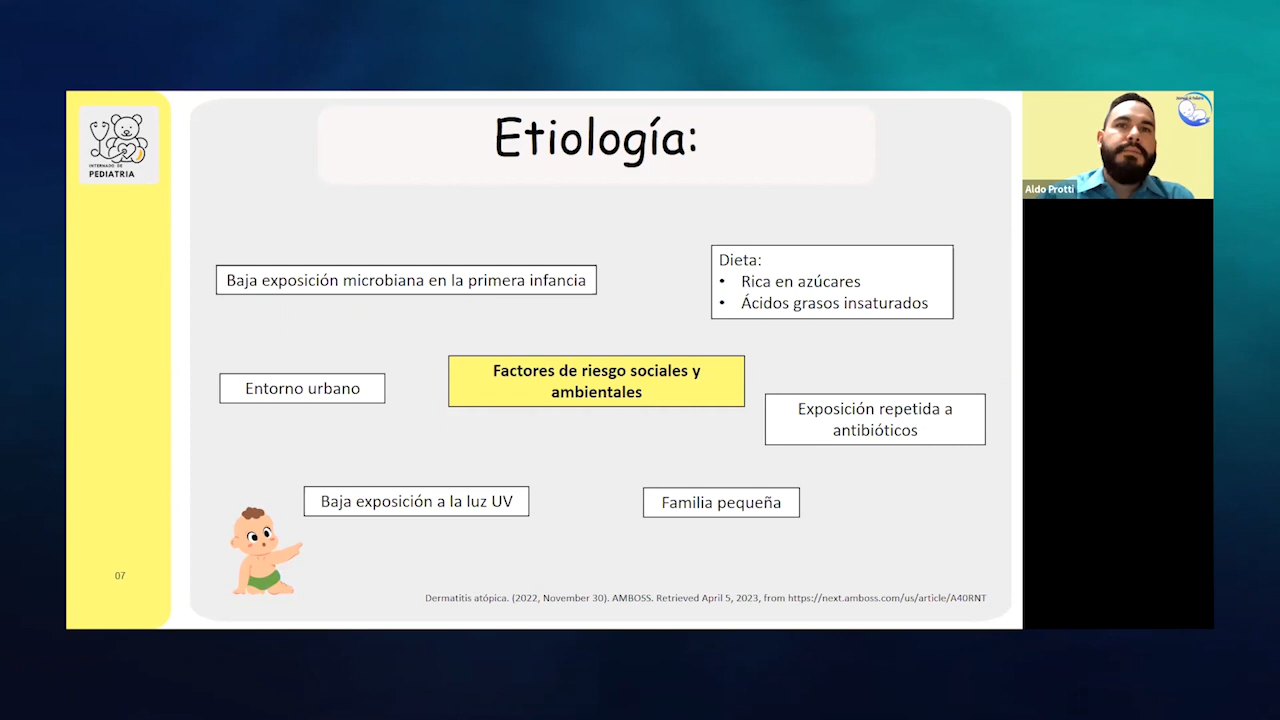 Etiología:
INTERNADO DE
PEDIATRIA
Baja exposición microbiana en la primera infancia
Dieta:
• Rica en azúcares
• Ácidos grasos insaturados
Entorno urbano
Factores de riesgo sociales y
ambientales
Exposición repetida a
antibióticos
Baja exposición a la luz UV
Familia pequeña
07
Dermatitis atópica. (2022, November 30). AMBOSS. Retrieved April 5, 2023, from https://next.amboss.com/us/article/A40RNT
Aldo Protti